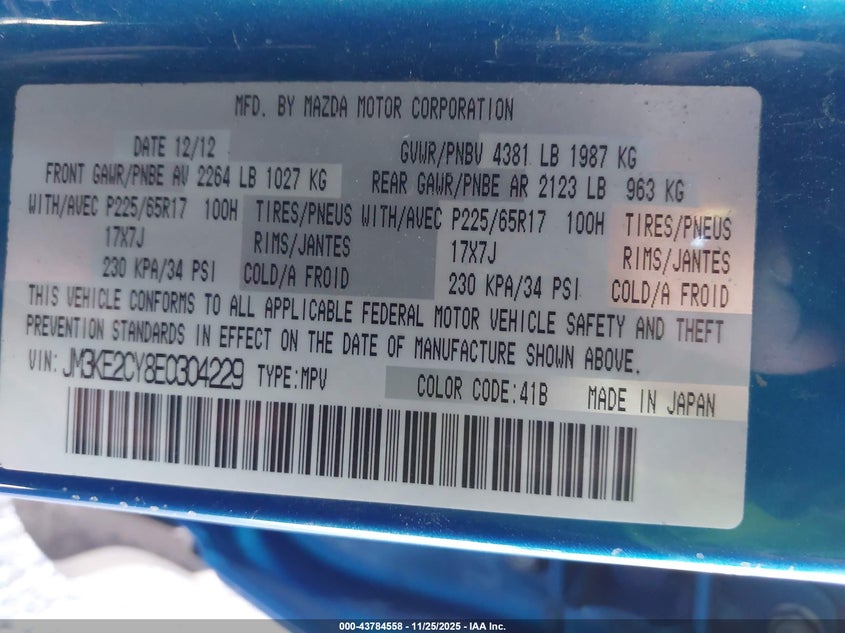 MFD. BY MAZDA MOTOR CORPORATION
DATE 12/12 GVWR/PNBV 4381 LB 1987 KG
FRONT GAWR/PNBE AV 2264 LB 1027 KG REAR GAWR/PNBE AR 2123 LB 963 KG
WITH/AVEC P225/65R17 100H TIRES/PNEUS WITH/AVEC P225/65R17 100H TIRES/PNEUS
17X7J RIMS/JANTES 17X7J RIMS/JANTES
230 KPA/34 PSI COLD/A FROID 230 KPA/34 PSI COLD/A FROID
THIS VEHICLE CONFORMS TO ALL APPLICABLE FEDERAL MOTOR VEHICLE SAFETY AND THEFT
PREVENTION STANDARDS IN EFFECT ON THE DATE OF MANUFACTURE SHOWN ABOVE.
VIN: JM3KE2CY8E0304229 TYPE:MPV COLOR CODE:41B MADE IN JAPAN
000-43784558 - 11/25/2025 - IAA Inc.